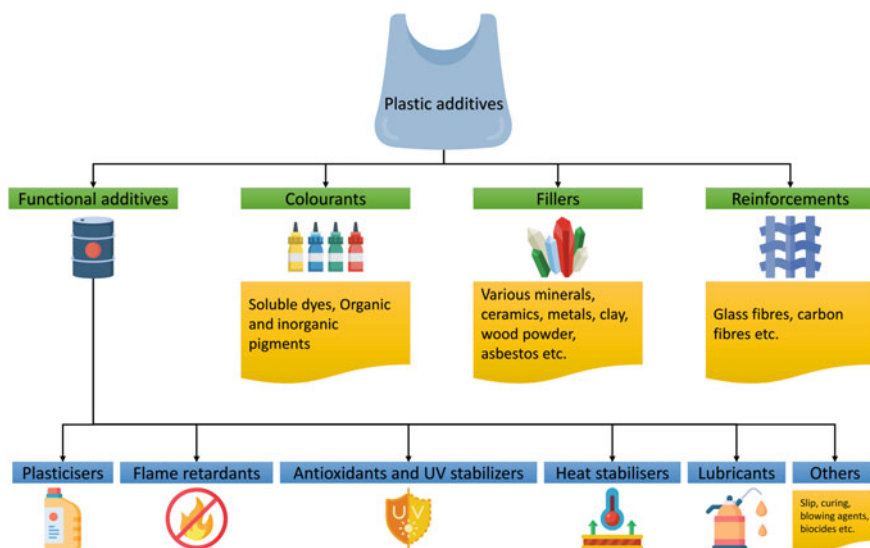 Plastic additives
Functional additives
Colourants
Fillers
Reinforcements
Soluble dyes, Organic
and inorganic
pigments
Various minerals,
ceramics, metals, clay,
wood powder,
asbestos etc.
Glass fibres, carbon
fibres etc.
Plasticisers
Flame retardants
Antioxidants and UV stabilizers
Heat stabilisers
Lubricants
Others
UV
Slip, curing,
blowing agents,
biocides etc.